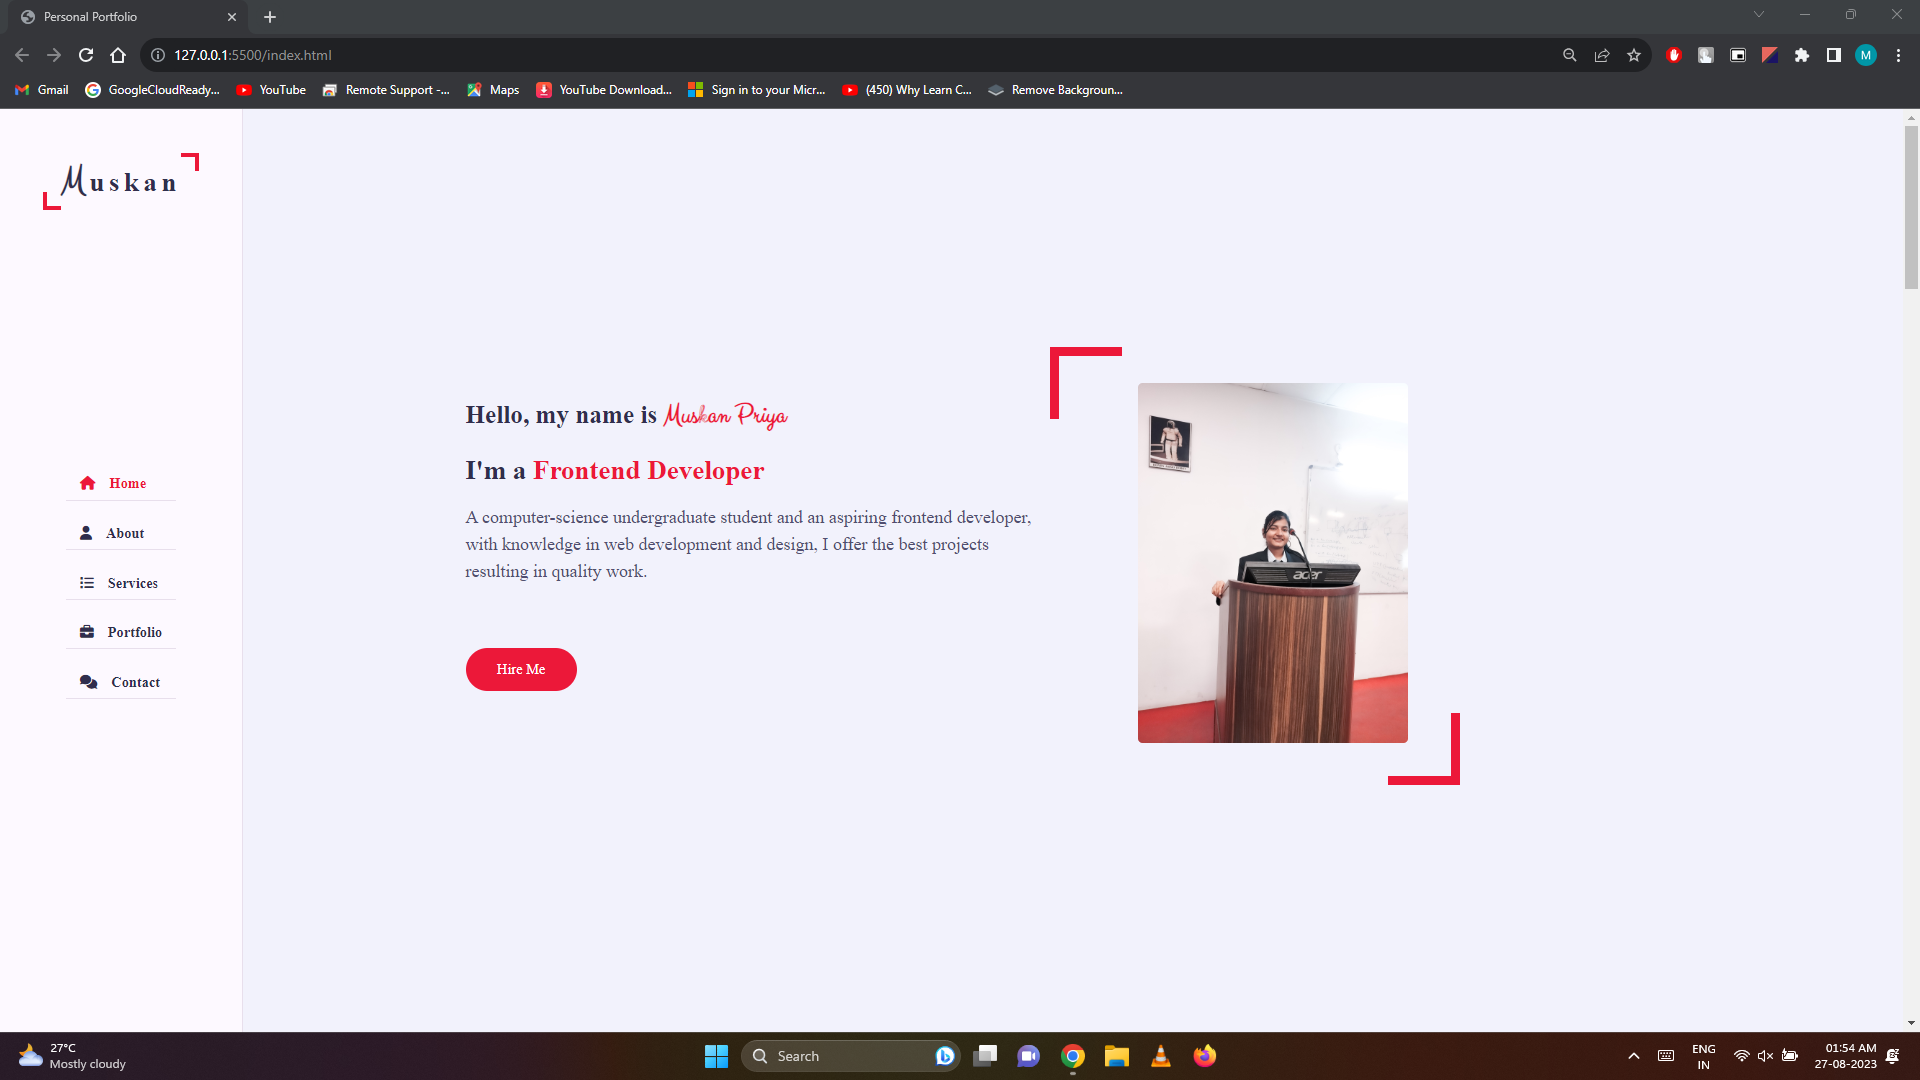 Personal Portfolio
127.0.0.1:5500/index.html
M
Gmail
GoogleCloudReady...
YouTube
Remote Support -...
Maps
YouTube Download...
Sign in to your Micr...
(450) Why Learn C...
Remove Backgroun...
Muskan
Home
About
Services
Portfolio
Contact
Hello, my name is Muskan Priya
I'm a Frontend Developer
A computer-science undergraduate student and an aspiring frontend developer,
with knowledge in web development and design, I offer the best projects
resulting in quality work.
Hire Me
acer
27°C
Mostly cloudy
Search
ENG
IN
01:54 AM
27-08-2023